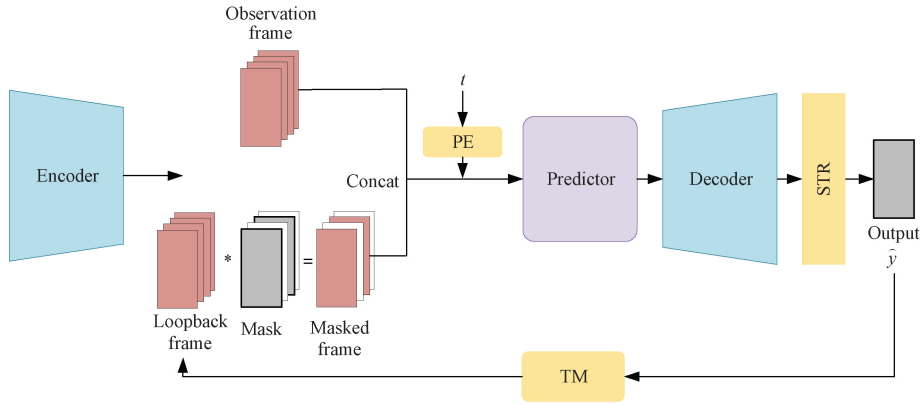 Observation
frame
t
PE
Encoder
Concat
Predictor
Decoder
STR
Output
ŷ
*
=
Loopback
frame
Mask
Masked
frame
TM